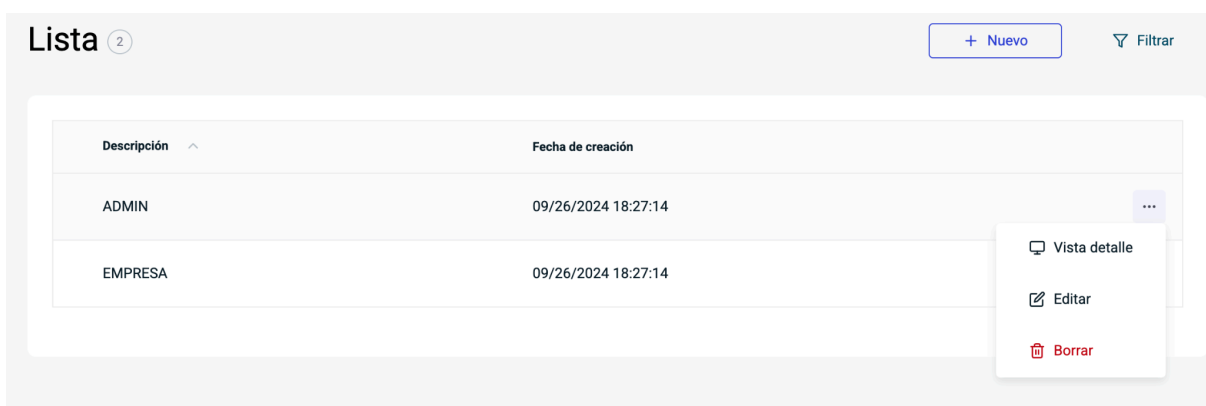 Lista 2
+ Nuevo
Filtrar
Descripción Fecha de creación
ADMIN 09/26/2024 18:27:14 ...
Vista detalle
EMPRESA 09/26/2024 18:27:14
Editar
Borrar